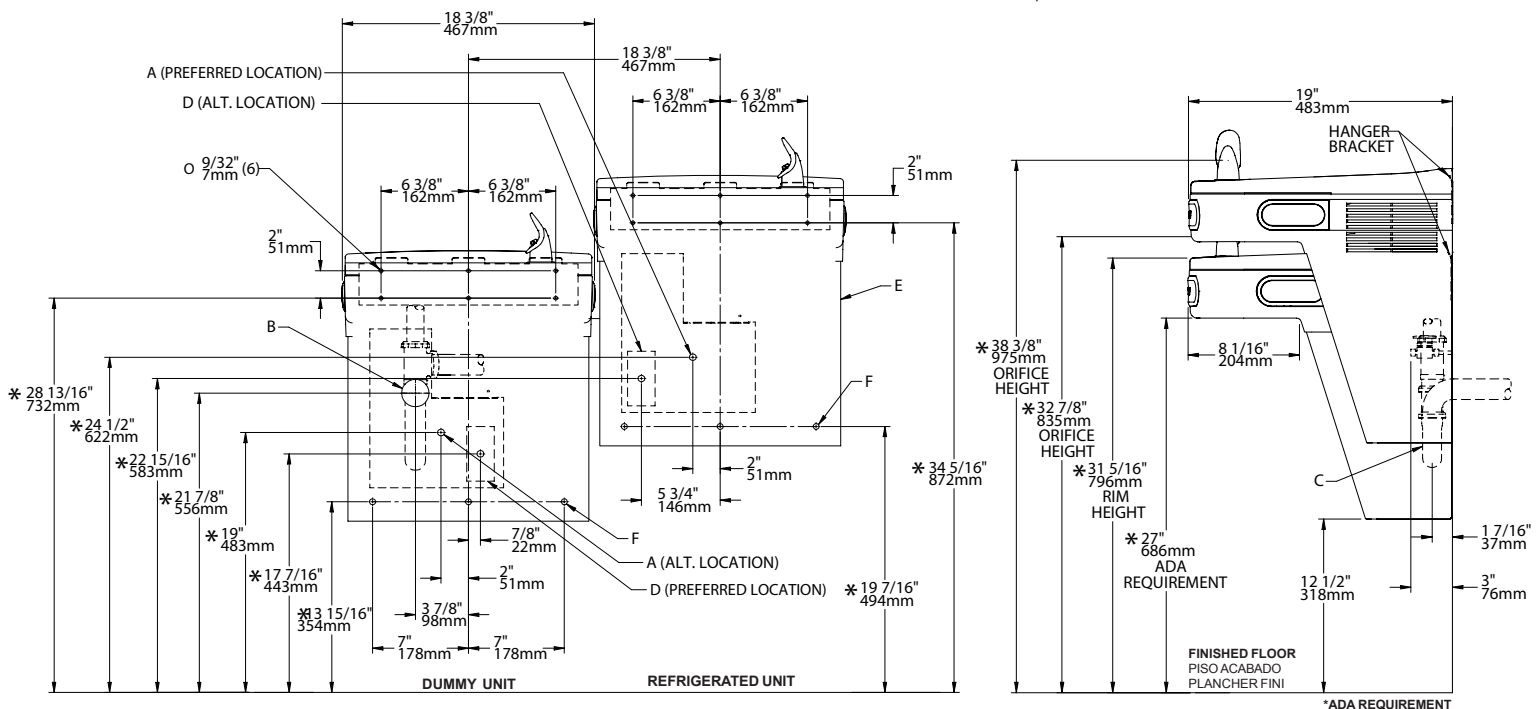 18 3/8"
467mm
18 3/8"
467mm
A (PREFERRED LOCATION)
D (ALT. LOCATION)
6 3/8"
162mm
6 3/8"
162mm
O 9/32" (6)
7mm
6 3/8"
162mm
6 3/8"
162mm
2"
51mm
2"
51mm
B
E
F
* 28 13/16"
732mm
* 24 1/2"
622mm
* 22 15/16"
583mm
* 21 7/8"
556mm
* 19"
483mm
* 17 7/16"
443mm
*13 15/16"
354mm
2"
51mm
5 3/4"
146mm
* 34 5/16"
872mm
F
7/8"
22mm
A (ALT. LOCATION)
2"
51mm
D (PREFERRED LOCATION)
* 19 7/16"
494mm
3 7/8"
98mm
7"
178mm
7"
178mm
DUMMY UNIT
REFRIGERATED UNIT
19"
483mm
HANGER
BRACKET
* 38 3/8"
975mm
ORIFICE
HEIGHT
8 1/16"
204mm
* 32 7/8"
835mm
ORIFICE
HEIGHT
* 31 5/16"
796mm
RIM
HEIGHT
C
* 27"
686mm
ADA
REQUIREMENT
12 1/2"
318mm
1 7/16"
37mm
3"
76mm
FINISHED FLOOR
PISO ACABADO
PLANCHER FINI
*ADA REQUIREMENT